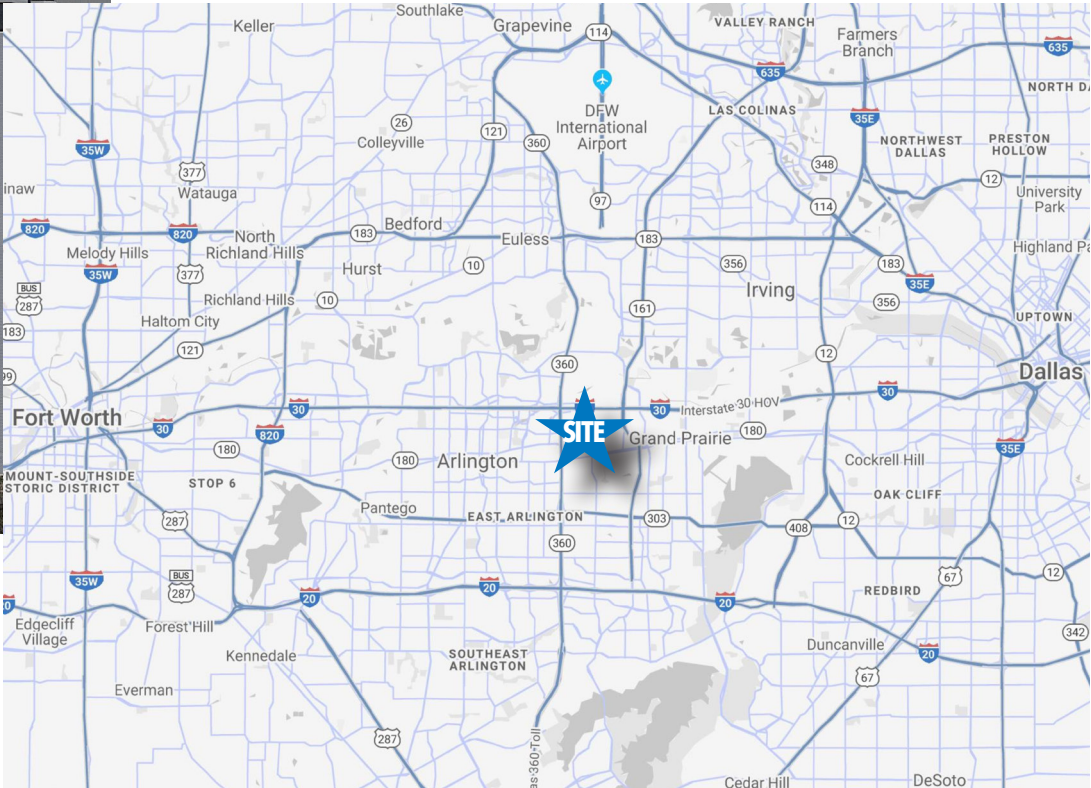 Southlake
Keller
Grapevine
VALLEY RANCH
Farmers
Branch
114
635
635
DFW
International
Airport
LAS COLINAS
NORTH DA
26
Colleyville
121
360
35E
35W
NORTHWEST
DALLAS
PRESTON
HOLLOW
377
348
12
inaw
Watauga
97
114
University
Park
820
820
North
Richland Hills
183
Bedford
Euless
183
Melody Hills
35W
377
Hurst
10
356
183
Highland Pa
35E
BUS
287
Richland Hills
10
161
Irving
356
UPTOWN
183
Haltom City
121
360
12
99
Dallas
Fort Worth
30
30
820
30
Interstate 30 HOV
30
SITE
Grand Prairie
180
180
180
Arlington
Cockrell Hill
35E
MOUNT-SOUTHSIDE
STORIC DISTRICT
STOP 6
OAK CLIFF
287
Pantego
EAST ARLINGTON
303
408
12
360
35W
BUS
287
20
20
20
20
67
12
REDBIRD
Edgecliff
Village
Forest Hill
Kennedale
SOUTHEAST
ARLINGTON
Duncanville
20
342
67
Everman
287
as 360 Toll
Cedar Hill
DeSoto